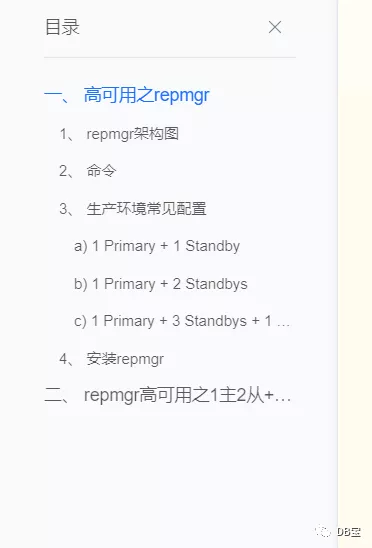 目录
一、 高可用之repmgr
1、 repmgr架构图
2、 命令
3、 生产环境常见配置
a) 1 Primary + 1 Standby
b) 1 Primary + 2 Standbys
c) 1 Primary + 3 Standbys + 1 ...
4、 安装repmgr
二、 repmgr高可用之1主2从+...
DB宝